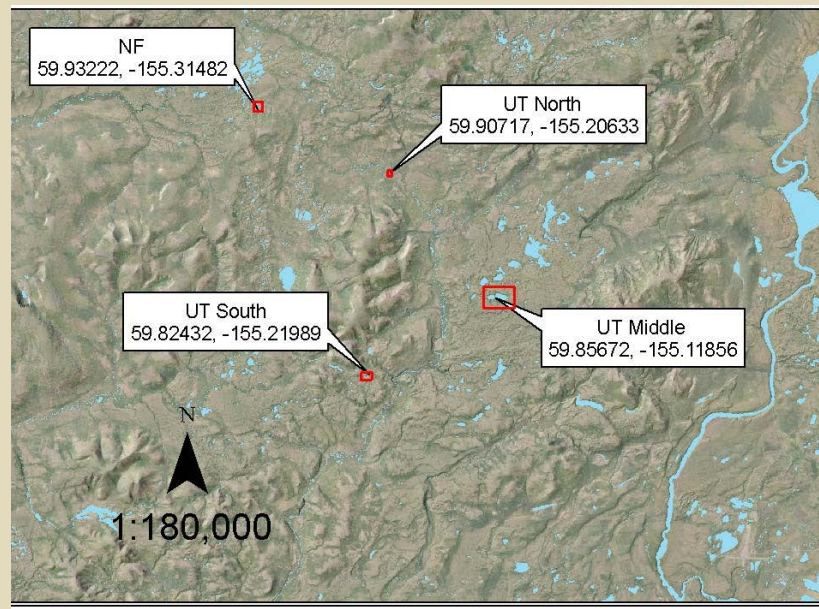 NF
59.93222, -155.31482
UT North
59.90717, -155.20633
UT South
59.82432, -155.21989
UT Middle
59.85672, -155.11856
N
1:180,000